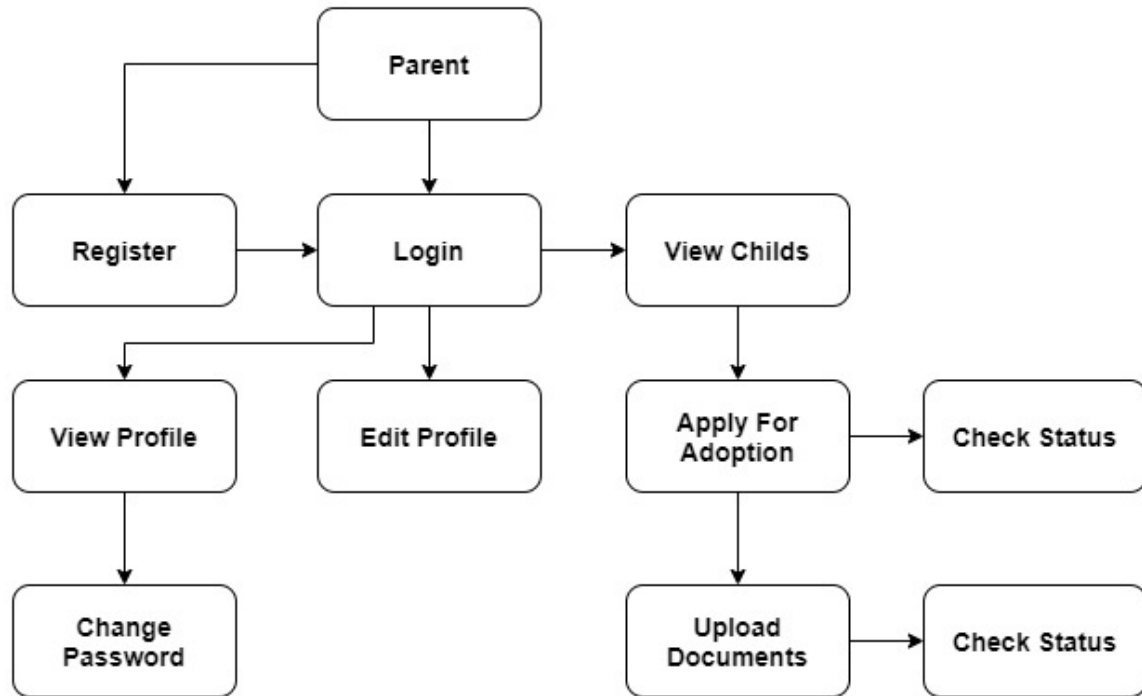 Parent
Register
Login
View Childs
View Profile
Edit Profile
Apply For
Adoption
Check Status
Change
Password
Upload
Documents
Check Status